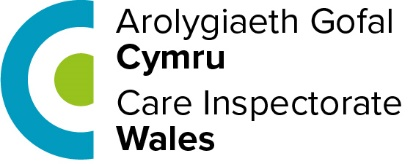 Arolygiaeth Gofal
Cymru
Care Inspectorate
Wales